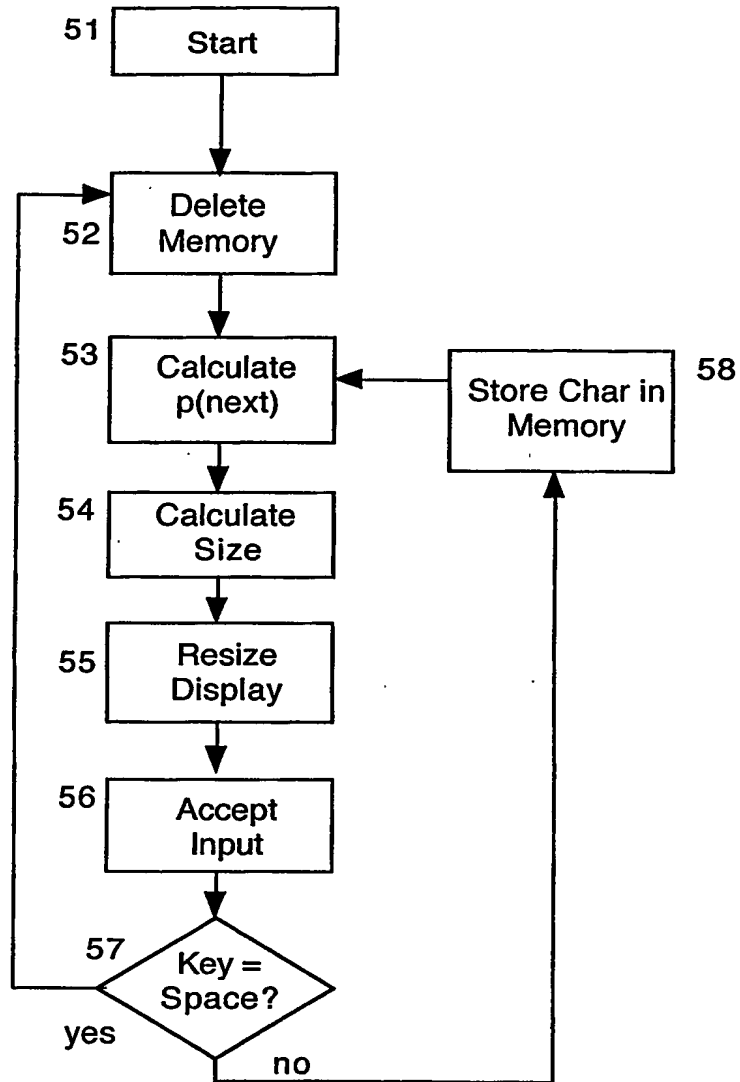 51
Start
52
Delete
Memory
53
Calculate
p(next)
58
Store Char in
Memory
54
Calculate
Size
55
Resize
Display
56
Accept
Input
57
Key =
Space?
yes
no